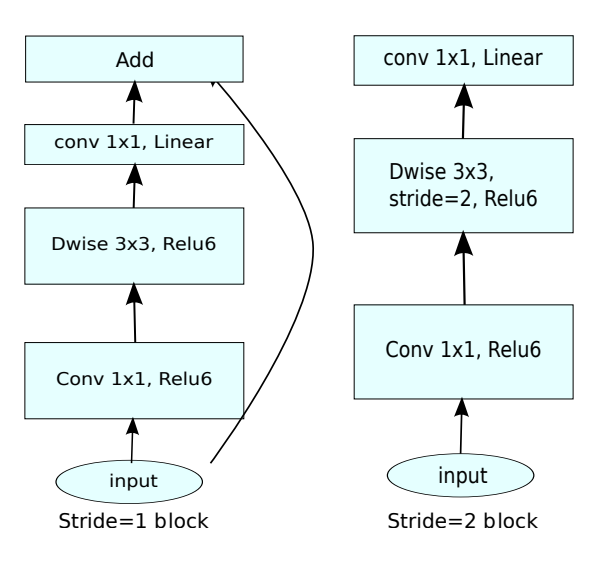 Add
conv 1x1, Linear
Dwise 3x3, Relu6
Conv 1x1, Relu6
input
Stride=1 block
conv 1x1, Linear
Dwise 3x3,
stride=2, Relu6
Conv 1x1, Relu6
input
Stride=2 block